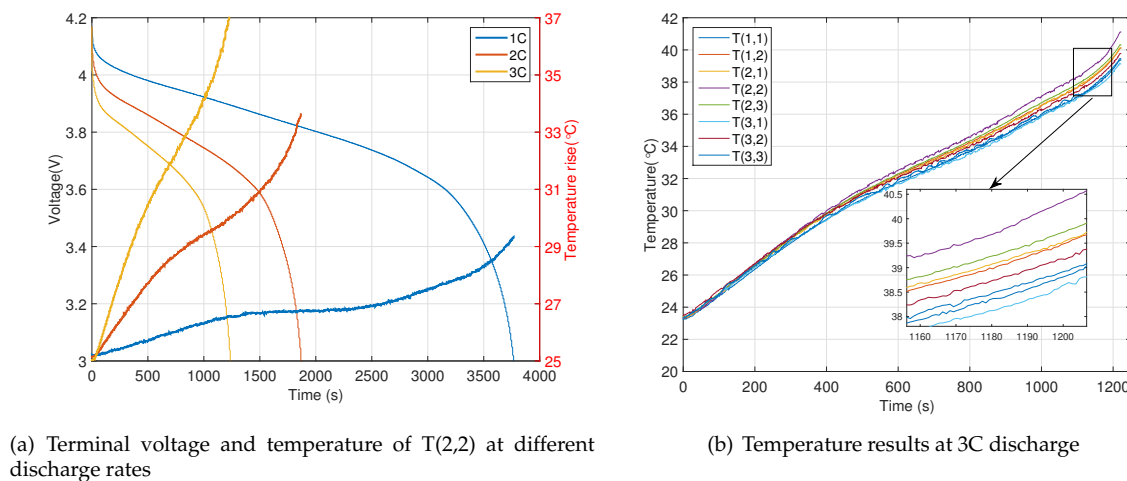 4.2
4
3.8
3.6
3.4
3.2
3
Voltage(V)
0 500 1000 1500 2000 2500 3000 3500 4000
Time (s)
37
35
33
31
29
27
25
Temperature rise(°C)
1C
2C
3C
(a) Terminal voltage and temperature of T(2,2) at different
discharge rates
42
40
38
36
34
32
30
28
26
24
22
Temperature(°C)
0 200 400 600 800 1000 1200
Time (s)
T(1,1)
T(1,2)
T(2,1)
T(2,2)
T(2,3)
T(3,1)
T(3,2)
T(3,3)
40.5
40
39.5
39
38.5
38
1160 1170 1180 1190 1200
(b) Temperature results at 3C discharge